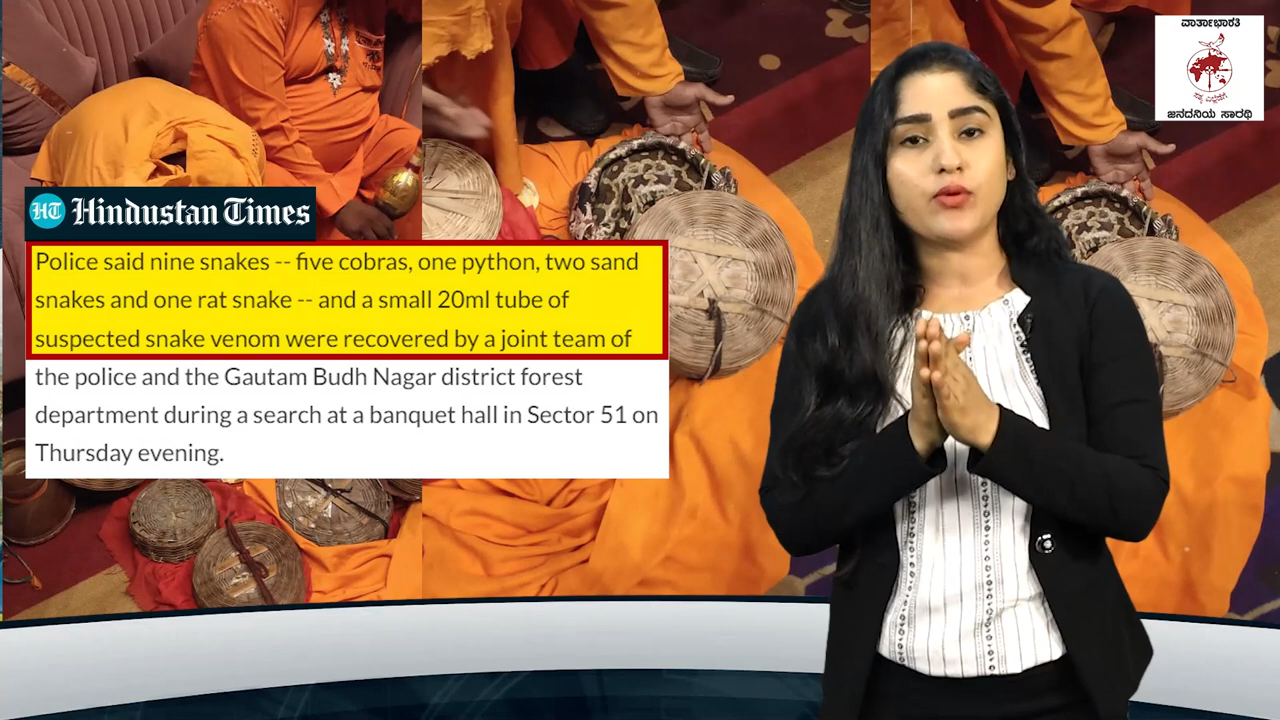 ವಾರ್ತಾಭಾರತಿ
ಜನದನಿಯ ಸಾರಥಿ
HT Hindustan Times
Police said nine snakes -- five cobras, one python, two sand
snakes and one rat snake -- and a small 20ml tube of
suspected snake venom were recovered by a joint team of
the police and the Gautam Budh Nagar district forest
department during a search at a banquet hall in Sector 51 on
Thursday evening.